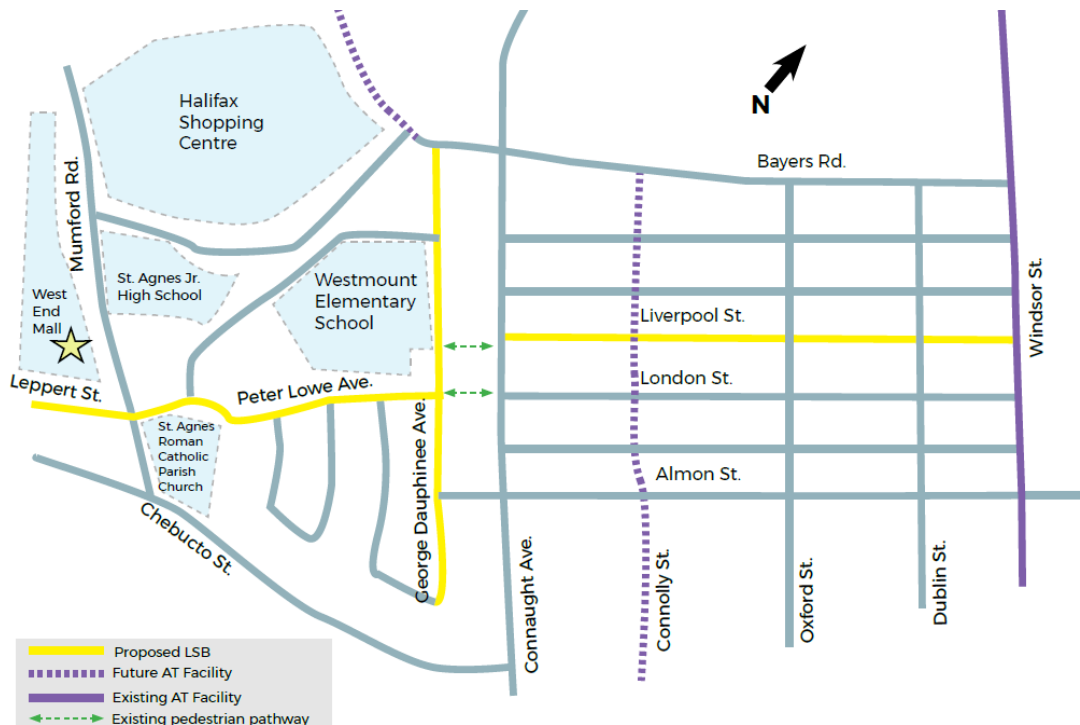 Halifax
Shopping
Centre
N
Bayers Rd.
Mumford Rd.
St. Agnes Jr.
High School
Westmount
Elementary
School
Windsor St.
West
End
Mall
Liverpool St.
Leppert St.
Peter Lowe Ave.
London St.
St. Agnes
Roman
Catholic
Parish
Church
George Dauphinee Ave.
Almon St.
Chebucto St.
Connaught Ave.
Connolly St.
Oxford St.
Dublin St.
Proposed LSB
Future AT Facility
Existing AT Facility
Existing pedestrian pathway